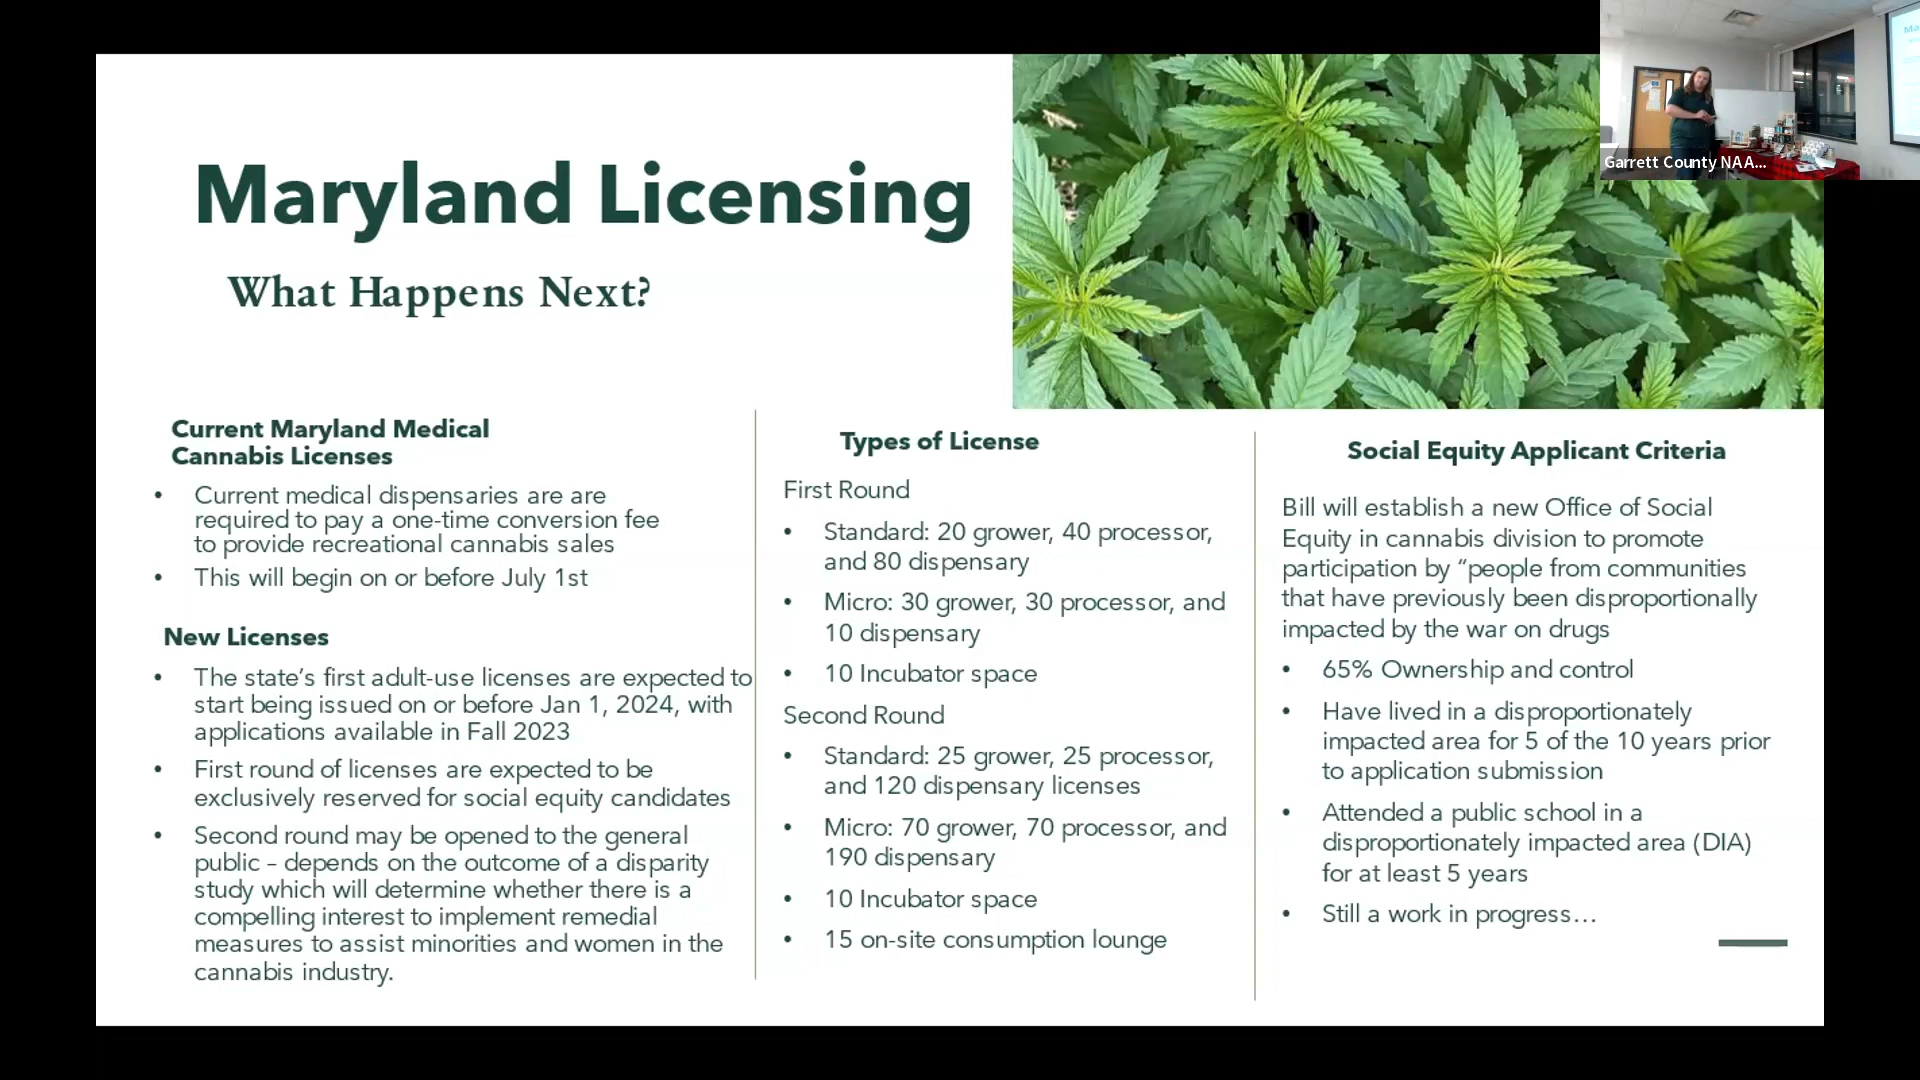 Maryland Licensing
What Happens Next?
Garrett County NAA...
Current Maryland Medical
Cannabis Licenses
• Current medical dispensaries are are
required to pay a one-time conversion fee
to provide recreational cannabis sales
• This will begin on or before July 1st
New Licenses
• The state’s first adult-use licenses are expected to
start being issued on or before Jan 1, 2024, with
applications available in Fall 2023
• First round of licenses are expected to be
exclusively reserved for social equity candidates
• Second round may be opened to the general
public – depends on the outcome of a disparity
study which will determine whether there is a
compelling interest to implement remedial
measures to assist minorities and women in the
cannabis industry.
Types of License
First Round
• Standard: 20 grower, 40 processor,
and 80 dispensary
• Micro: 30 grower, 30 processor, and
10 dispensary
• 10 Incubator space
Second Round
• Standard: 25 grower, 25 processor,
and 120 dispensary licenses
• Micro: 70 grower, 70 processor, and
190 dispensary
• 10 Incubator space
• 15 on-site consumption lounge
Social Equity Applicant Criteria
Bill will establish a new Office of Social
Equity in cannabis division to promote
participation by “people from communities
that have previously been disproportionally
impacted by the war on drugs
• 65% Ownership and control
• Have lived in a disproportionately
impacted area for 5 of the 10 years prior
to application submission
• Attended a public school in a
disproportionately impacted area (DIA)
for at least 5 years
• Still a work in progress…